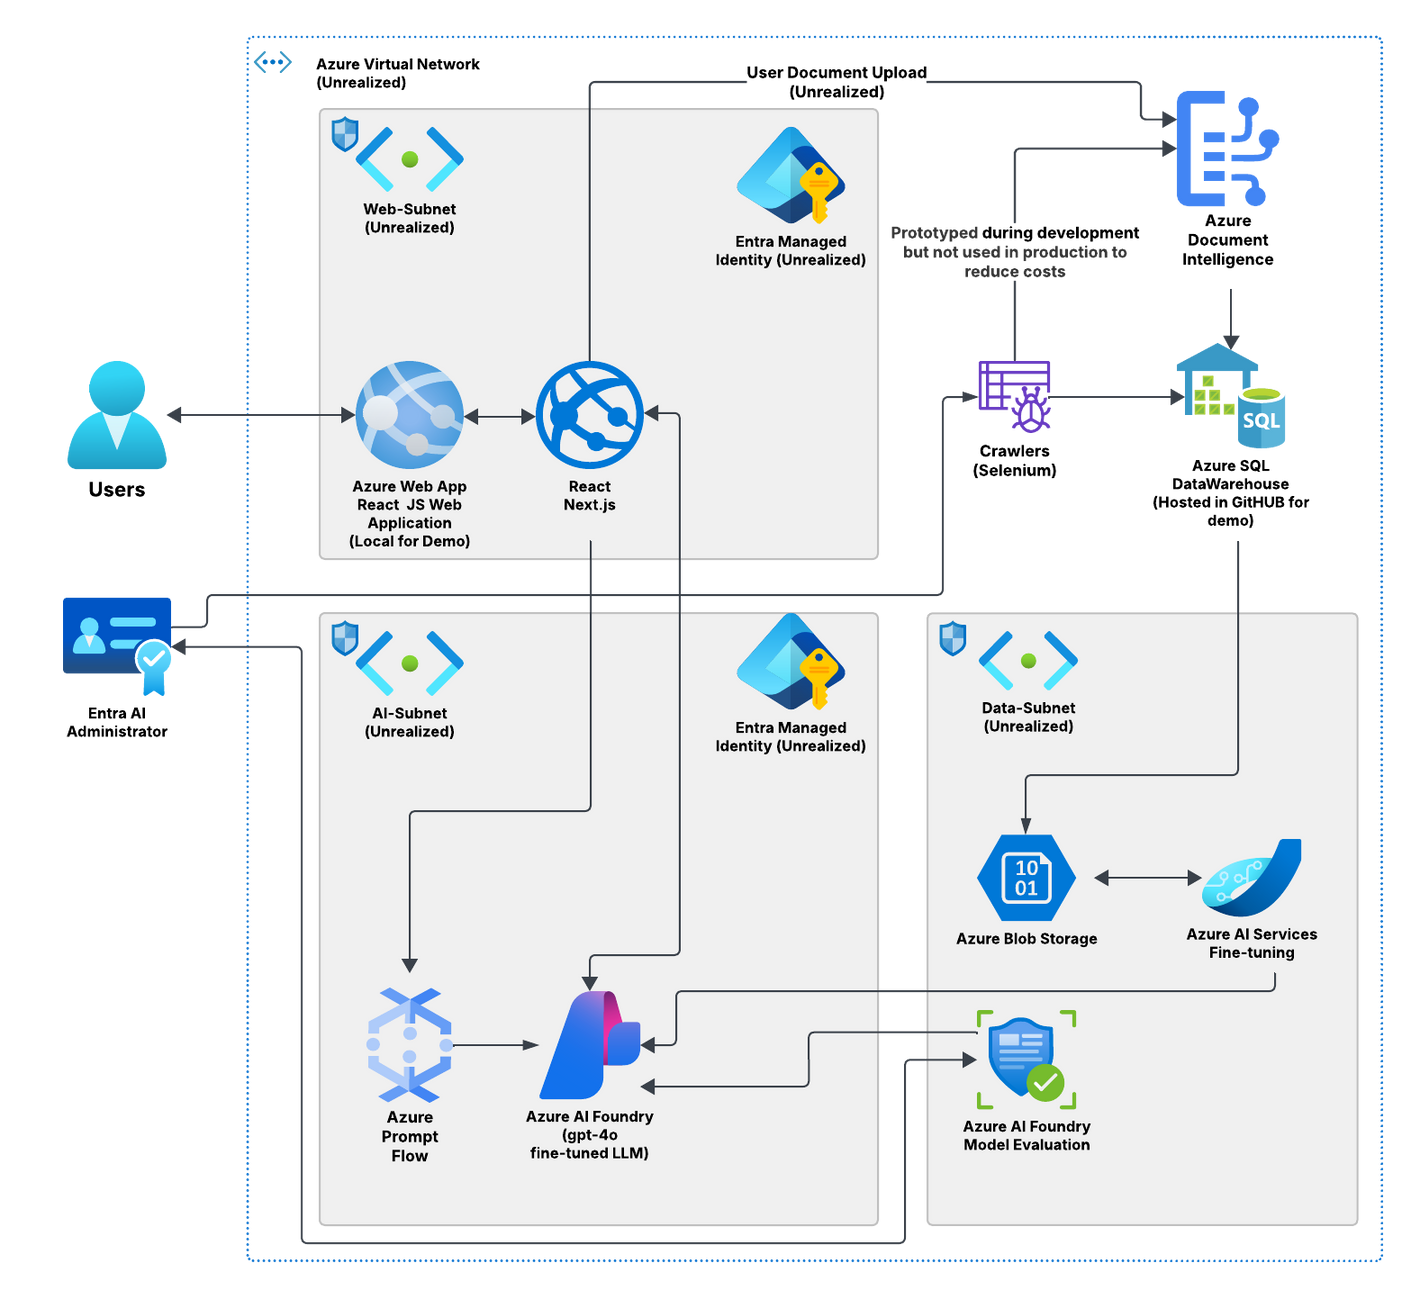 Azure Virtual Network
(Unrealized)
User Document Upload
(Unrealized)
Web-Subnet
(Unrealized)
Entra Managed
Identity (Unrealized)
Azure
Document
Intelligence
Prototyped during development
but not used in production to
reduce costs
Users
Azure Web App
React JS Web
Application
(Local for Demo)
React
Next.js
Crawlers
(Selenium)
SQL
Azure SQL
DataWarehouse
(Hosted in GitHUB for
demo)
Entra AI
Administrator
AI-Subnet
(Unrealized)
Entra Managed
Identity (Unrealized)
Data-Subnet
(Unrealized)
10
01
Azure Blob Storage
Azure AI Services
Fine-tuning
Azure
Prompt
Flow
Azure AI Foundry
(gpt-4o
fine-tuned LLM)
Azure AI Foundry
Model Evaluation